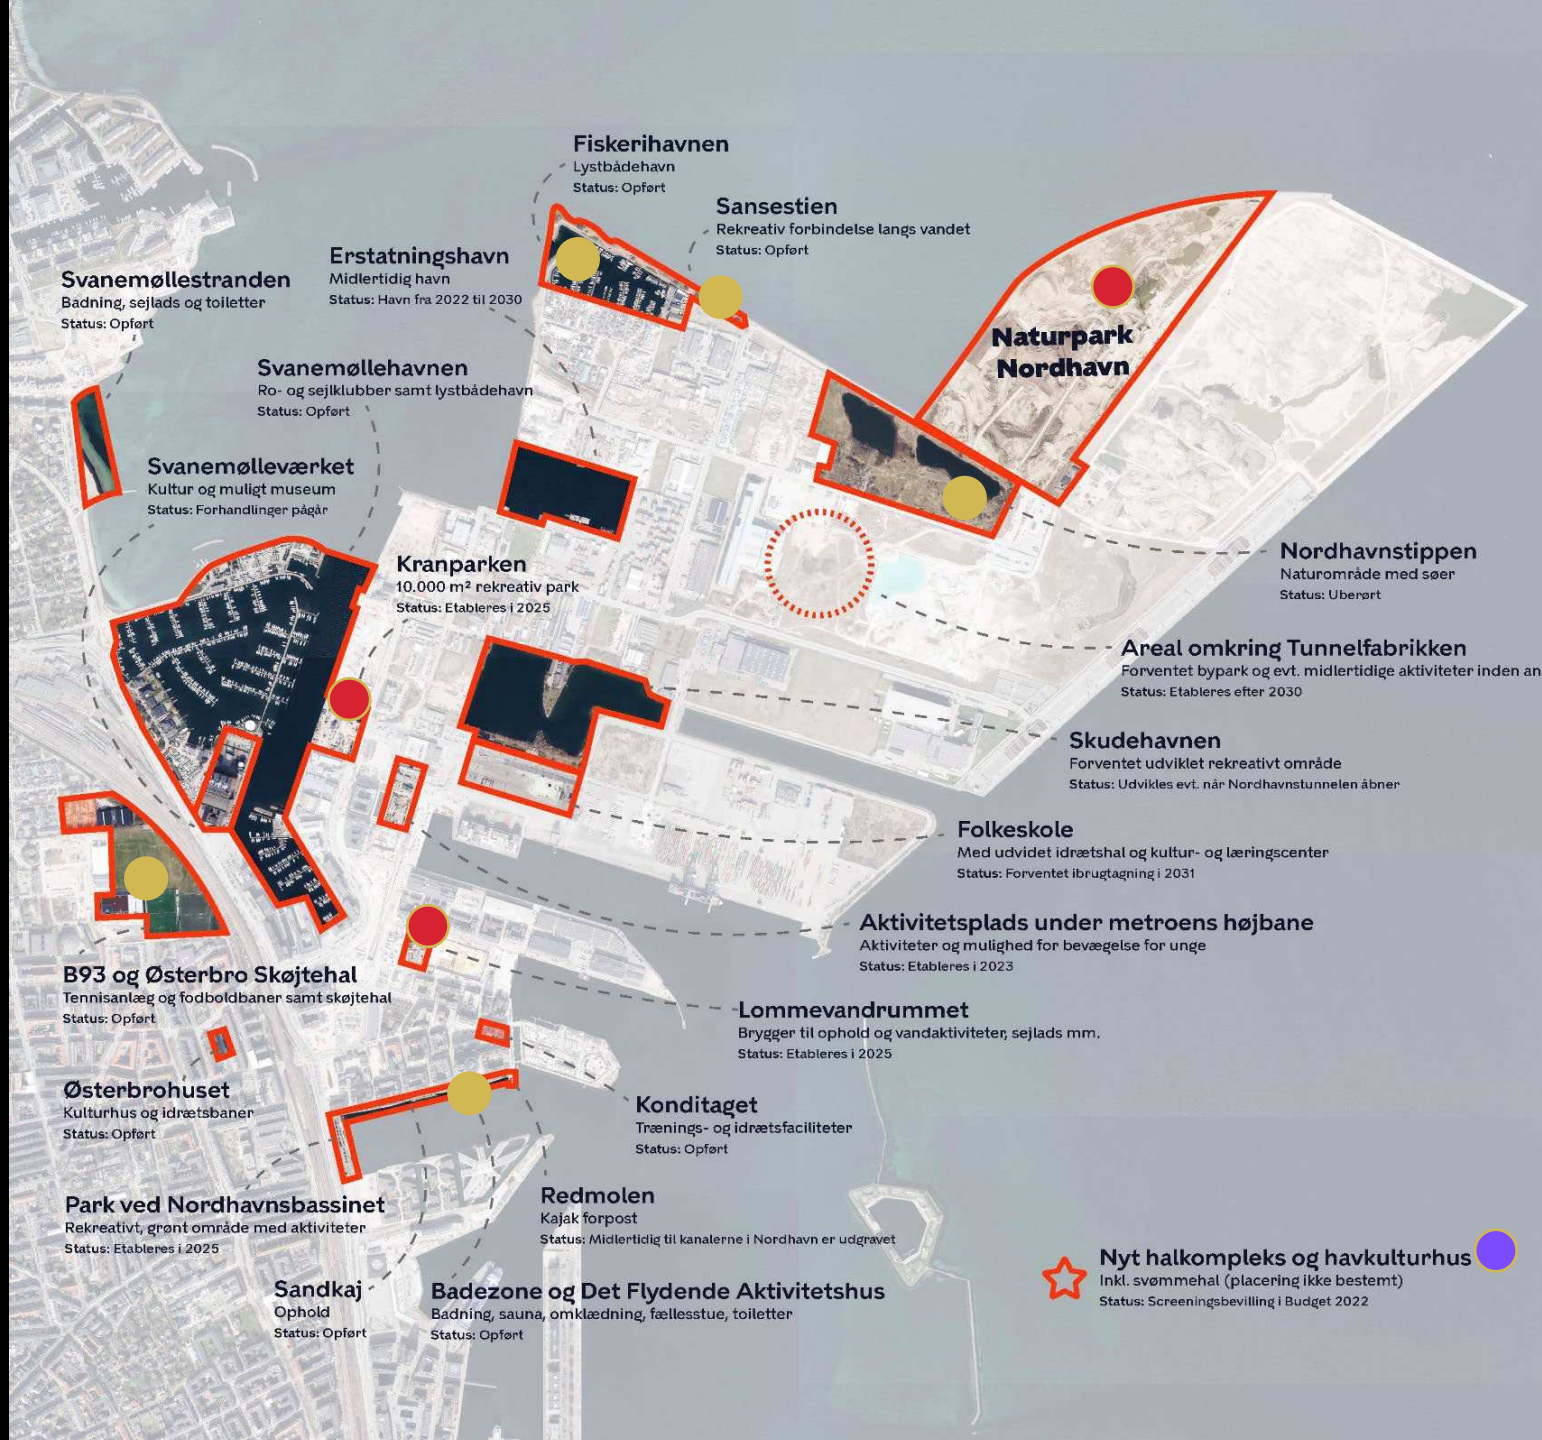 Fiskerihavnen
Lystbådehavn
Status: Opført
Sansestien
Rekreativ forbindelse langs vandet
Status: Opført
Erstatningshavn
Midlertidig havn
Status: Havn fra 2022 til 2030
Svanemøllestranden
Badning, sejlads og toiletter
Status: Opført
Naturpark
Nordhavn
Svanemøllehavnen
Ro- og sejlklubber samt lystbådehavn
Status: Opført
Svanemølleværket
Kultur og muligt museum
Status: Forhandlinger pågår
Kranparken
10.000 m² rekreativ park
Status: Etableres i 2025
Nordhavnstippen
Naturområde med søer
Status: Uberørt
Areal omkring Tunnelfabrikken
Forventet bypark og evt. midlertidige aktiviteter inden an
Status: Etableres efter 2030
Skudehavnen
Forventet udviklet rekreativt område
Status: Udvikles evt. når Nordhavnstunnelen åbner
Folkeskole
Med udvidet idrætshal og kultur- og læringscenter
Status: Forventet ibrugtagning i 2031
Aktivitetsplads under metroens højbane
Aktiviteter og mulighed for bevægelse for unge
Status: Etableres i 2023
B93 og Østerbro Skøjtehal
Tennisanlæg og fodboldbaner samt skøjtehal
Status: Opført
Lommevandrummet
Brygger til ophold og vandaktiviteter, sejlads mm.
Status: Etableres i 2025
Østerbrohuset
Kulturhus og idrætsbaner
Status: Opført
Konditaget
Trænings- og idrætsfaciliteter
Status: Opført
Park ved Nordhavnsbassinet
Rekreativt, grønt område med aktiviteter
Status: Etableres i 2025
Redmolen
Kajak forpost
Status: Midlertidig til kanalerne i Nordhavn er udgravet
Sandkaj
Ophold
Status: Opført
Badezone og Det Flydende Aktivitetshus
Badning, sauna, omklædning, fællesstue, toiletter
Status: Opført
Nyt halkompleks og havkulturhus
Inkl. svømmehal (placering ikke bestemt)
Status: Screeningsbevilling i Budget 2022